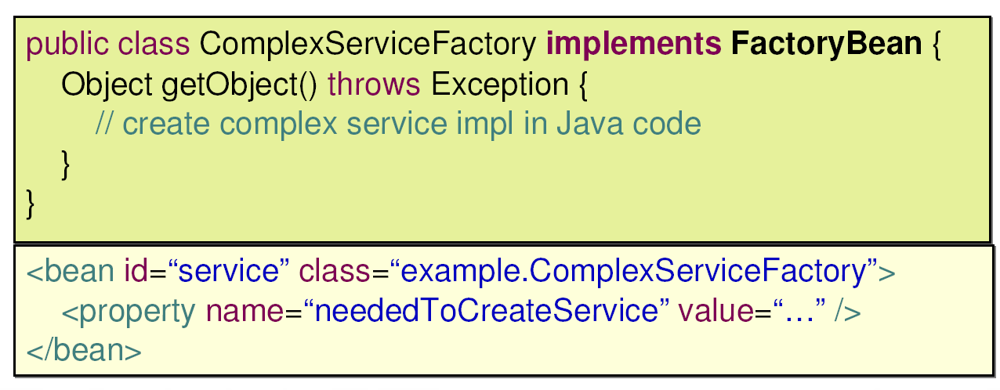 public class ComplexServiceFactory implements FactoryBean {
Object getObject() throws Exception {
// create complex service impl in Java code
}
}
<bean id=“service” class=“example.ComplexServiceFactory”>
<property name=“neededToCreateService” value=“…” />
</bean>